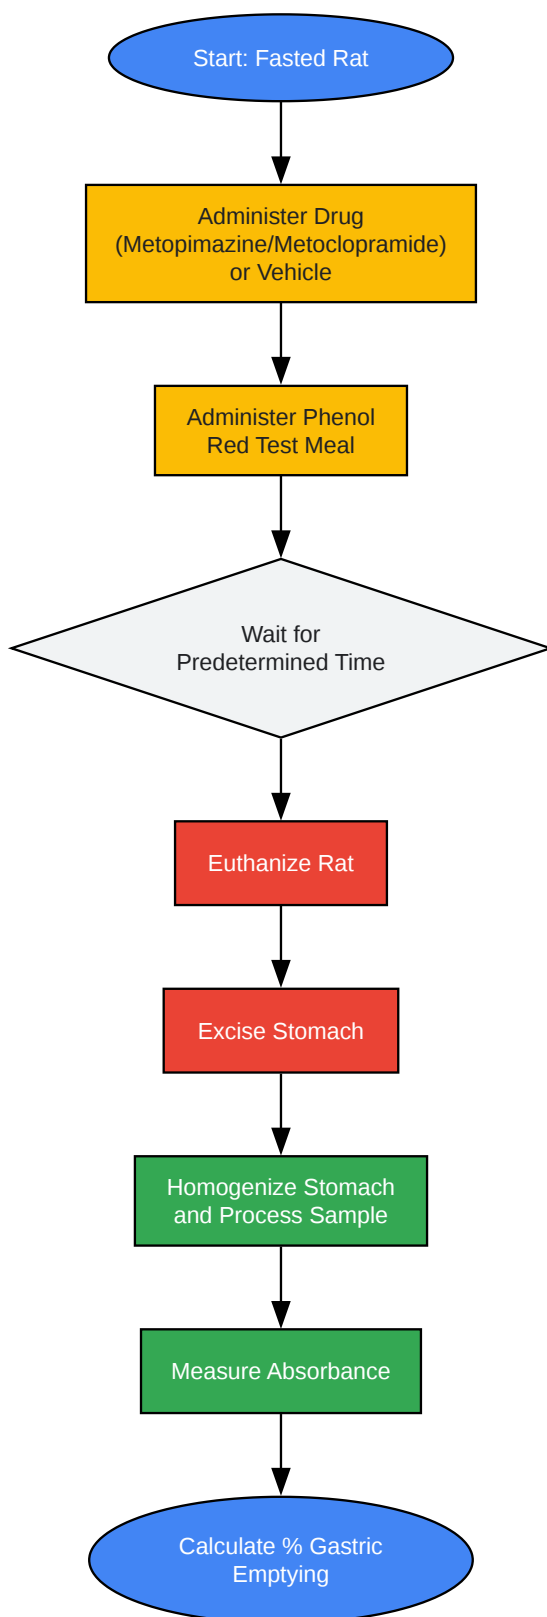 Start: Fasted Rat
Administer Drug
(Metopimazine/Metoclopramide)
or Vehicle
Administer Phenol
Red Test Meal
Wait for
Predetermined Time
Euthanize Rat
Excise Stomach
Homogenize Stomach
and Process Sample
Measure Absorbance
Calculate % Gastric
Emptying